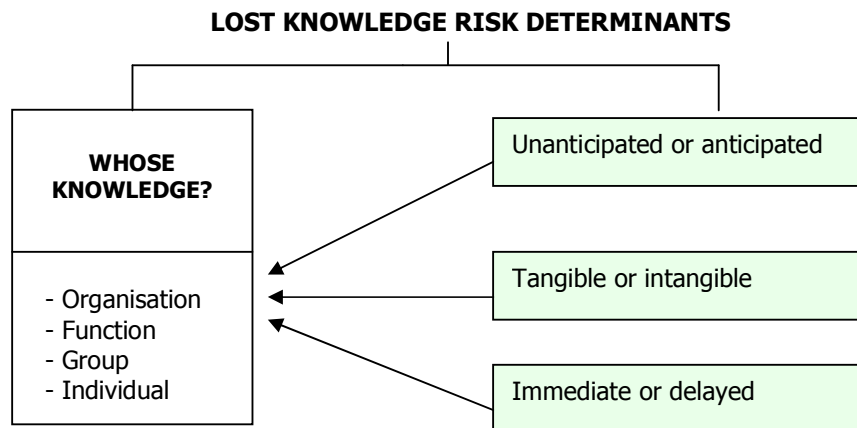 LOST KNOWLEDGE RISK DETERMINANTS
WHOSE
KNOWLEDGE?
- Organisation
- Function
- Group
- Individual
Unanticipated or anticipated
Tangible or intangible
Immediate or delayed